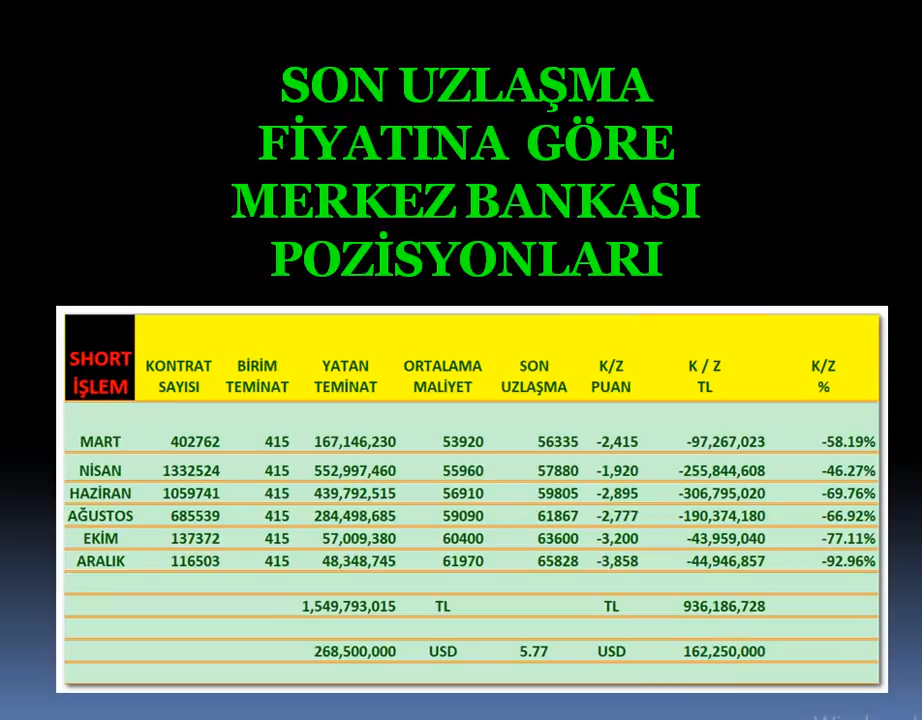 SON UZLAŞMA
FİYATINA GÖRE
MERKEZ BANKASI
POZİSYONLARI
SHORT İŞLEM KONTRAT SAYISI BİRİM TEMİNAT YATAN TEMİNAT ORTALAMA MALİYET SON UZLAŞMA K/Z PUAN K / Z TL K/Z %
MART 402762 415 167,146,230 53920 56335 -2,415 -97,267,023 -58.19%
NİSAN 1332524 415 552,997,460 55960 57880 -1,920 -255,844,608 -46.27%
HAZİRAN 1059741 415 439,792,515 56910 59805 -2,895 -306,795,020 -69.76%
AĞUSTOS 685539 415 284,498,685 59090 61867 -2,777 -190,374,180 -66.92%
EKİM 137372 415 57,009,380 60400 63600 -3,200 -43,959,040 -77.11%
ARALIK 116503 415 48,348,745 61970 65828 -3,858 -44,946,857 -92.96%
1,549,793,015 TL TL 936,186,728
268,500,000 USD 5.77 USD 162,250,000